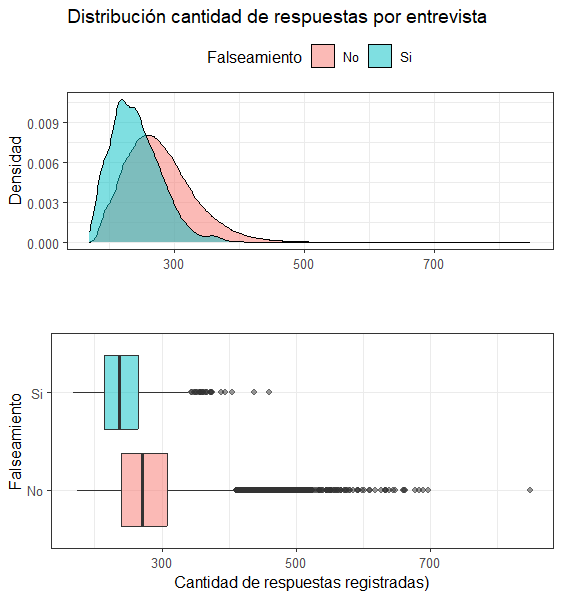 Distribución cantidad de respuestas por entrevista
Falseamiento No Si
Densidad
0.009
0.006
0.003
0.000
300 500 700
Falseamiento
Si
No
300 500 700
Cantidad de respuestas registradas)